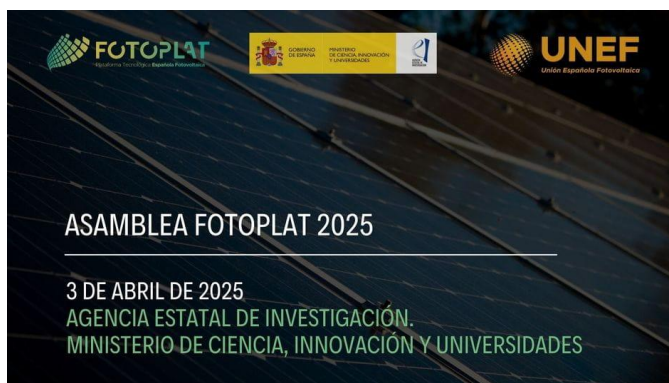 FOTOPLAT
Plataforma Tecnológica Española Fotovoltaica
GOBIERNO
DE ESPAÑA
MINISTERIO
DE CIENCIA, INNOVACIÓN
Y UNIVERSIDADES
UNEF
Unión Española Fotovoltaica
ASAMBLEA FOTOPLAT 2025
3 DE ABRIL DE 2025
AGENCIA ESTATAL DE INVESTIGACIÓN.
MINISTERIO DE CIENCIA, INNOVACIÓN Y UNIVERSIDADES